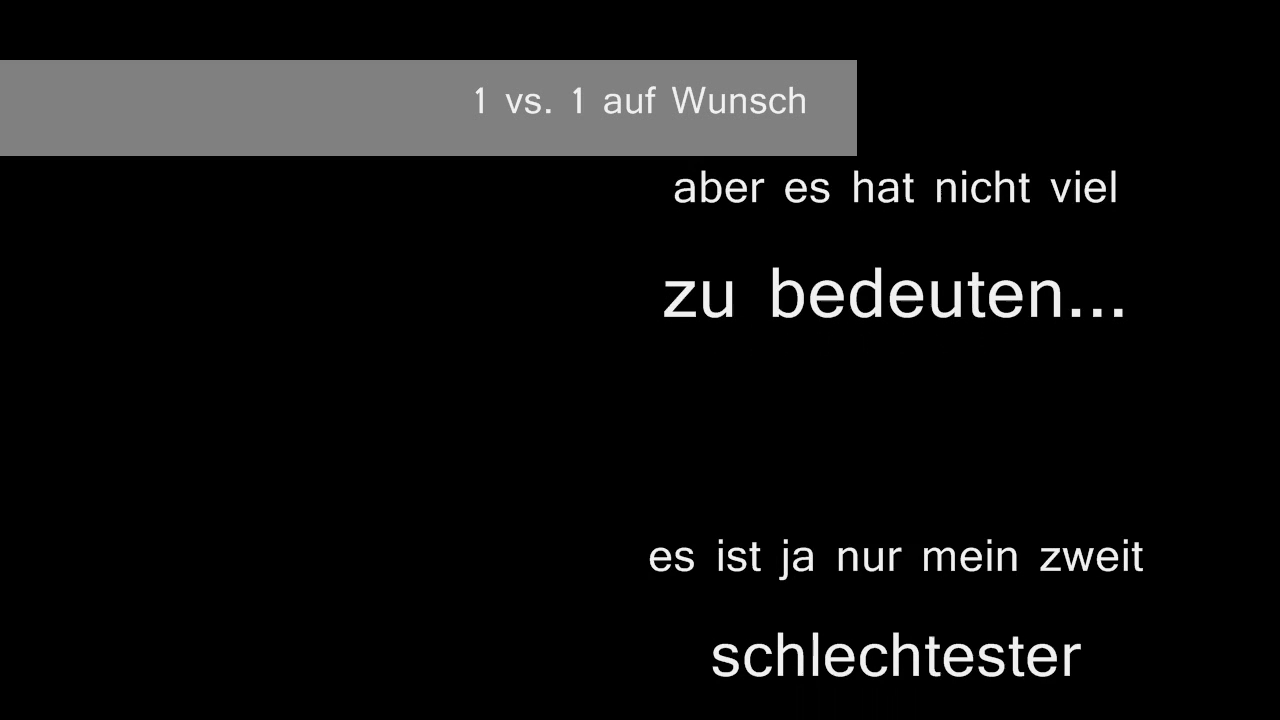 1 vs. 1 auf Wunsch
aber es hat nicht viel
zu bedeuten...
es ist ja nur mein zweit
schlechtester